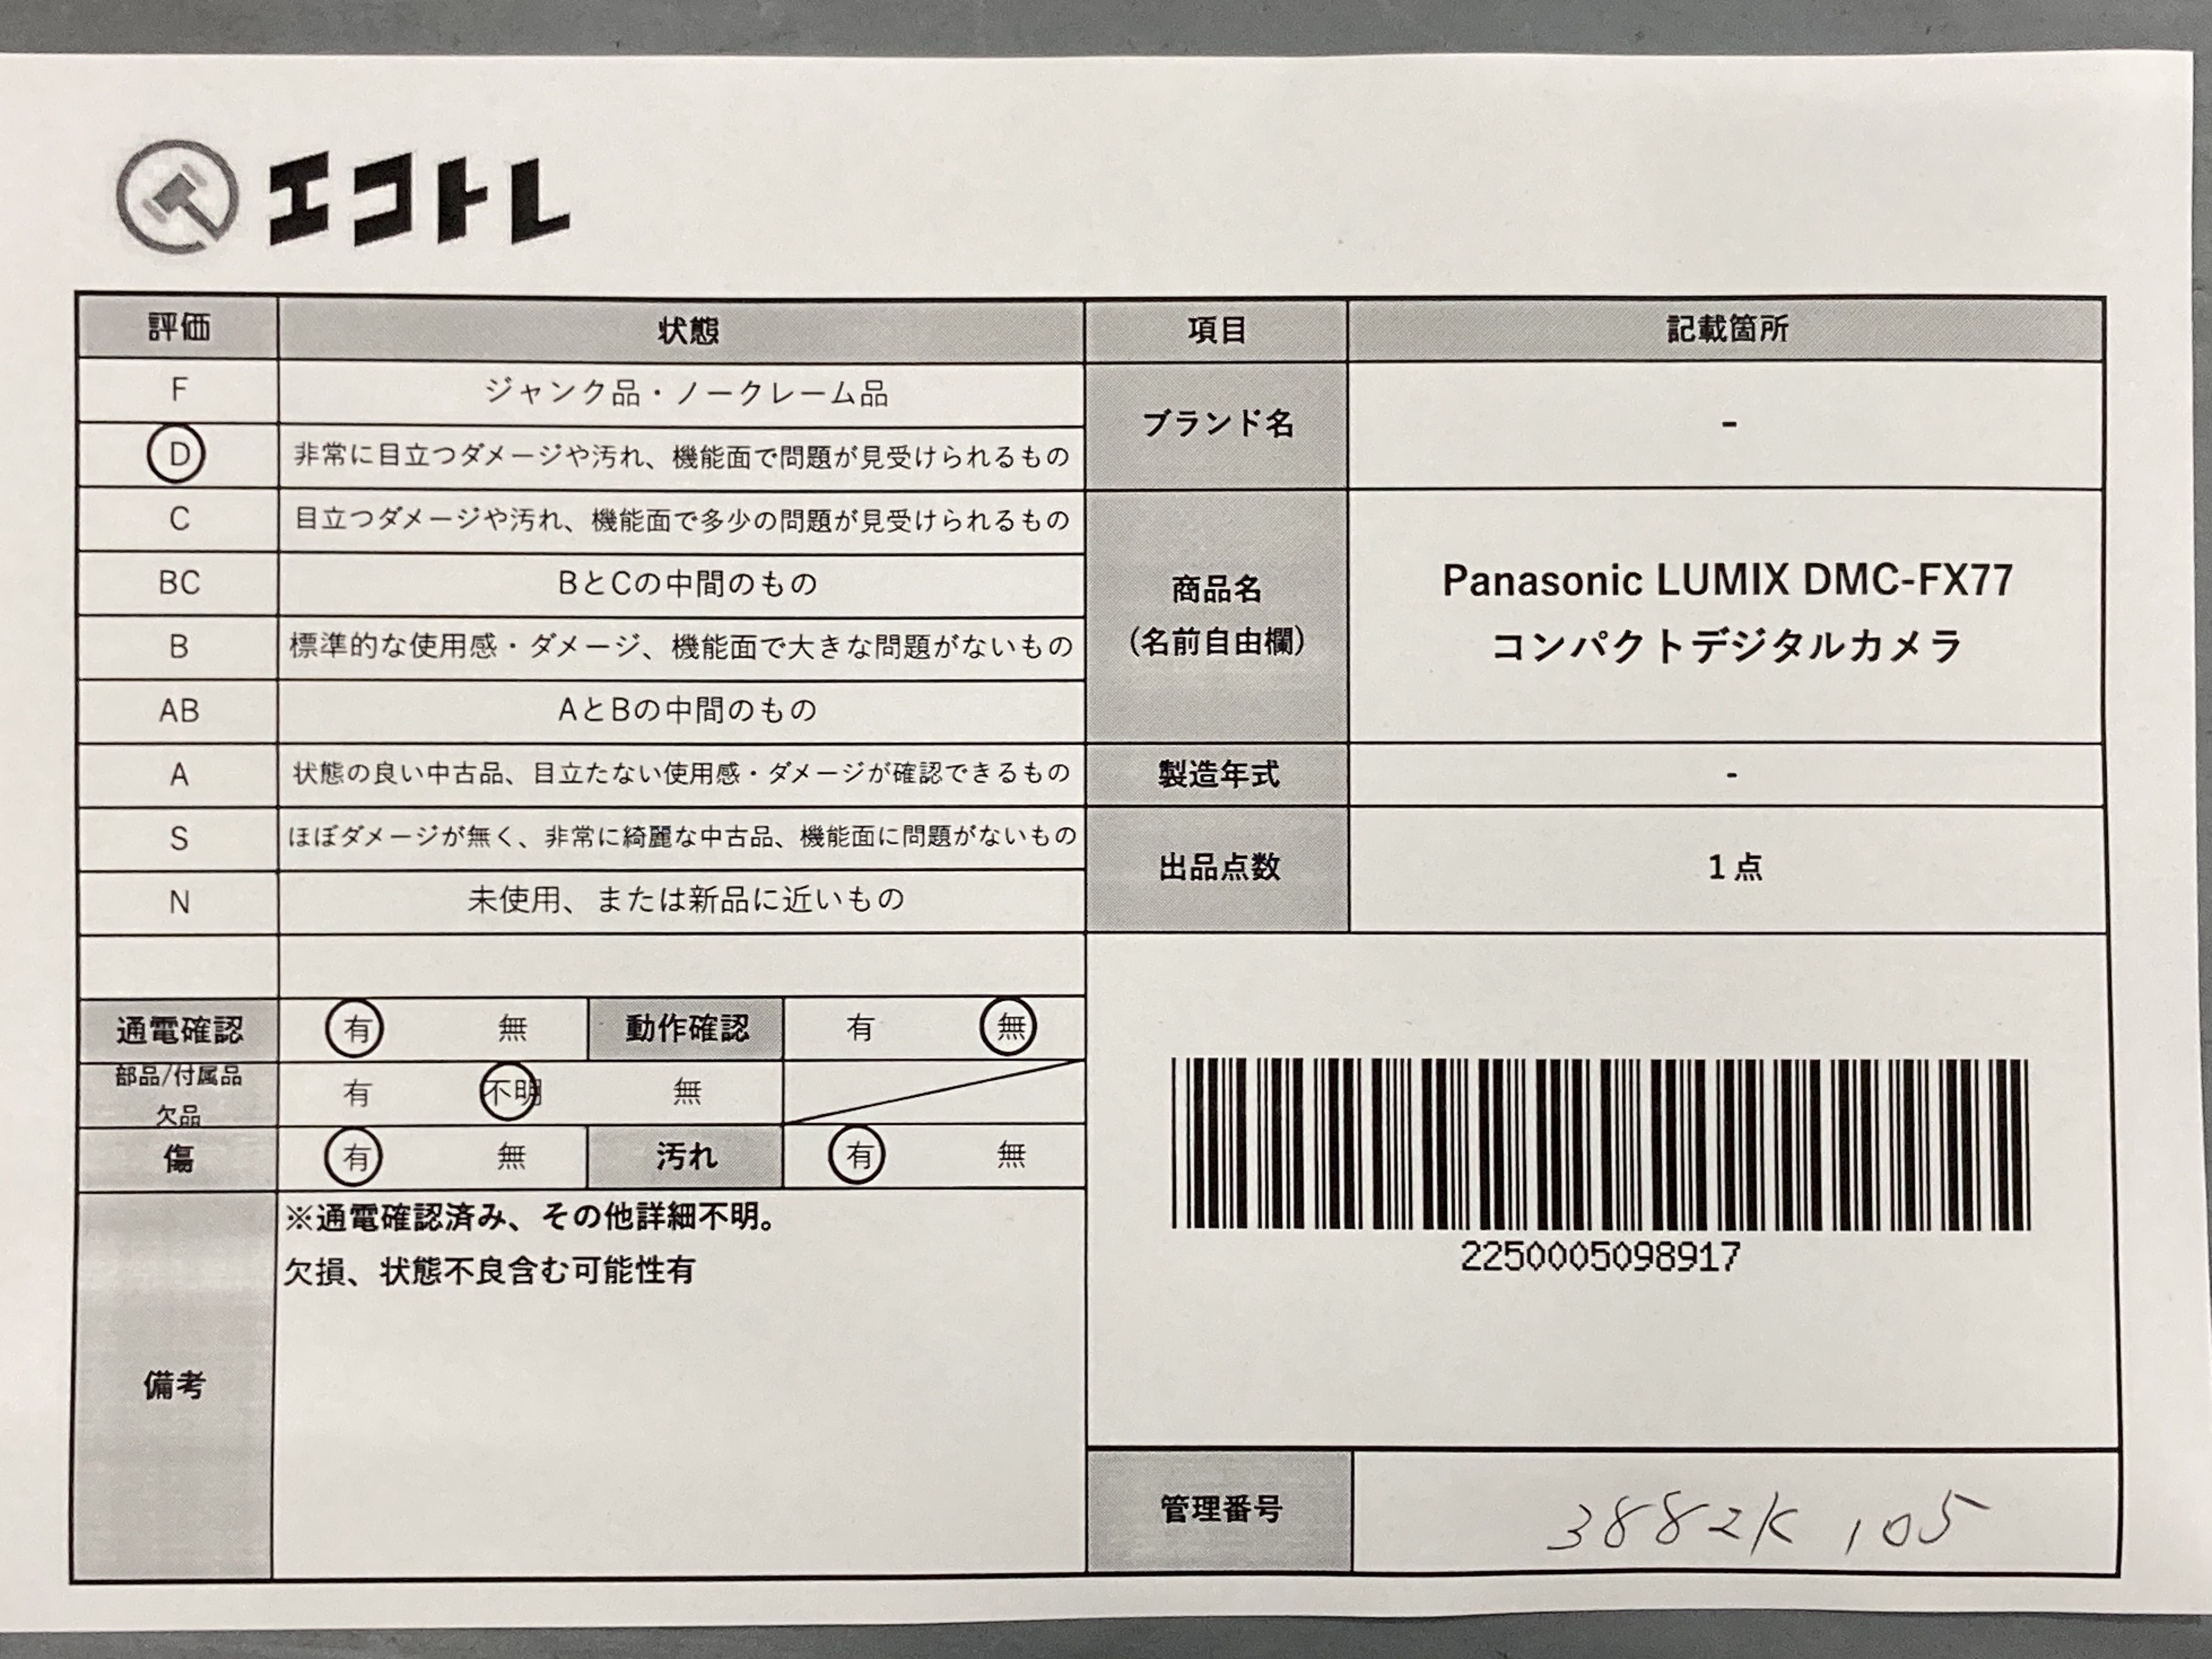 エコトレ
評価 状態 項目 記載箇所
F ジャンク品・ノークレーム品
ブランド名 -
D 非常に目立つダメージや汚れ、機能面で問題が見受けられるもの
C 目立つダメージや汚れ、機能面で多少の問題が見受けられるもの
BC BとCの中間のもの
商品名
(名前自由欄)
Panasonic LUMIX DMC-FX77
コンパクトデジタルカメラ
B 標準的な使用感・ダメージ、機能面で大きな問題がないもの
AB AとBの中間のもの
A 状態の良い中古品、目立たない使用感・ダメージが確認できるもの
製造年式 -
S ほぼダメージが無く、非常に綺麗な中古品、機能面に問題がないもの
出品点数 1点
N 未使用、または新品に近いもの
通電確認 有 無 動作確認 有 無
部品/付属品
欠品
有 不明 無
傷 有 無 汚れ 有 無
備考
※通電確認済み、その他詳細不明。
欠損、状態不良含む可能性有
2250005098917
管理番号 3882K 105